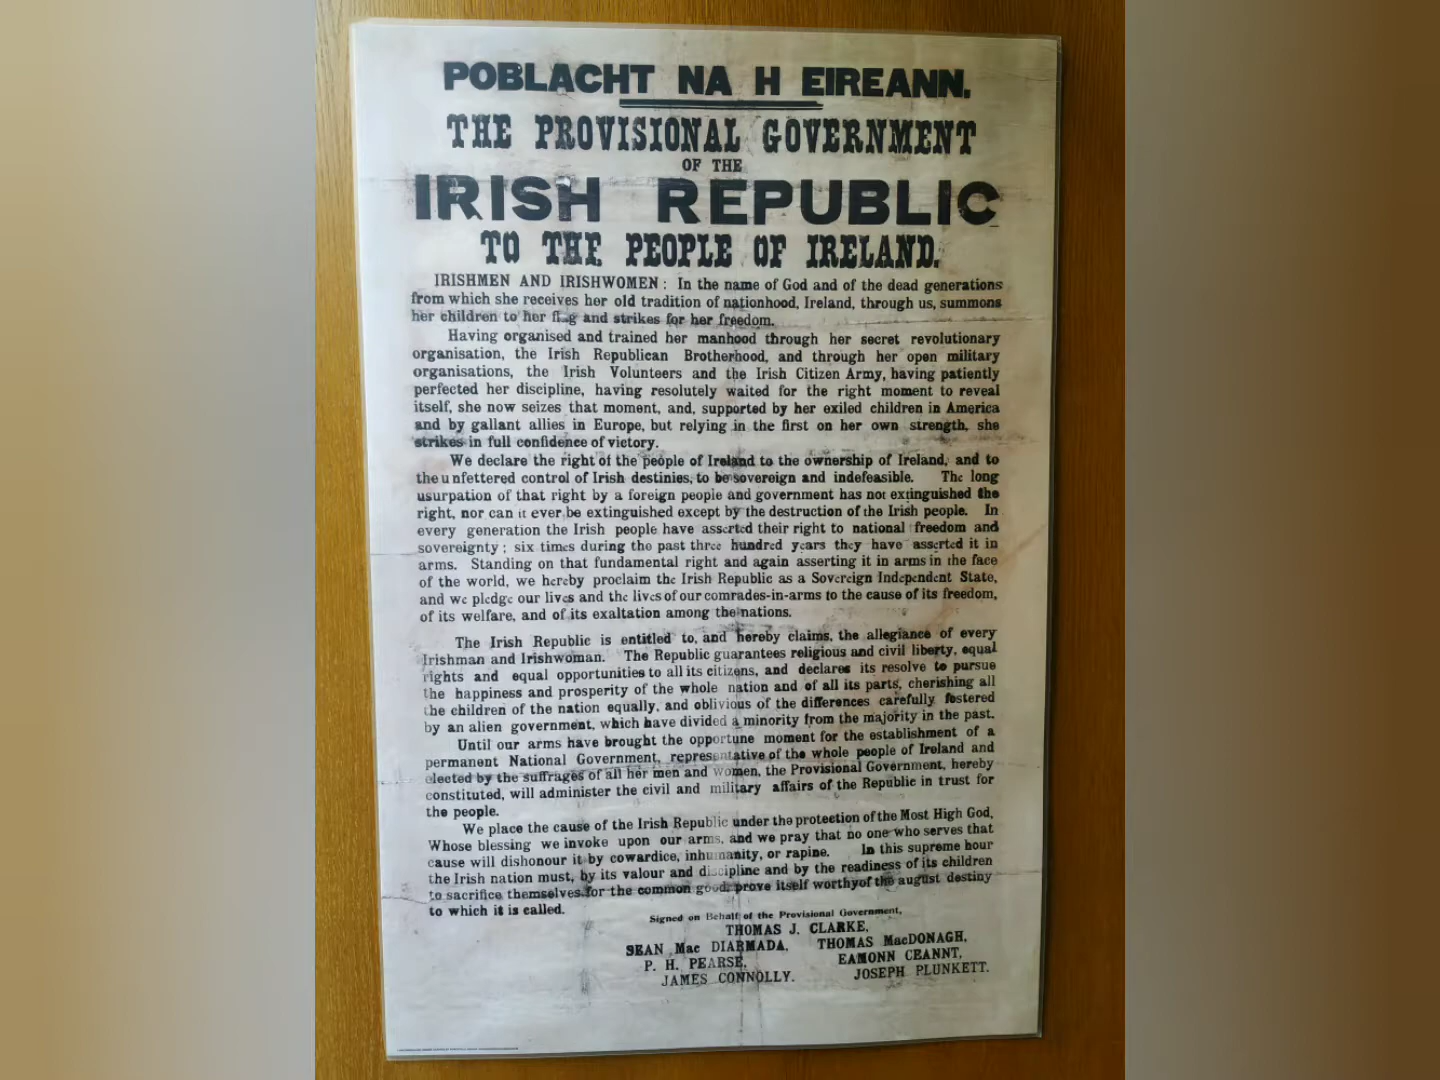 POBLACHT NA H EIREANN.
THE PROVISIONAL GOVERNMENT
OF THE
IRISH REPUBLIC
TO THE PEOPLE OF IRELAND.
IRISHMEN AND IRISHWOMEN : In the name of God and of the dead generations
from which she receives her old tradition of nationhood, Ireland, through us, summons
her children to her flag and strikes for her freedom.
Having organised and trained her manhood through her secret revolutionary
organisation, the Irish Republican Brotherhood, and through her open military
organisations, the Irish Volunteers and the Irish Citizen Army, having patiently
perfected her discipline, having resolutely waited for the right moment to reveal
itself, she now seizes that moment, and, supported by her exiled children in America
and by gallant allies in Europe, but relying in the first on her own strength, she
strikes in full confidence of victory.
We declare the right of the people of Ireland to the ownership of Ireland, and to
the unfettered control of Irish destinies, to be sovereign and indefeasible. The long
usurpation of that right by a foreign people and government has not extinguished the
right, nor can it ever be extinguished except by the destruction of the Irish people. In
every generation the Irish people have asserted their right to national freedom and
sovereignty ; six times during the past three hundred years they have asserted it in
arms. Standing on that fundamental right and again asserting it in arms in the face
of the world, we hereby proclaim the Irish Republic as a Sovereign Independent State,
and we pledge our lives and the lives of our comrades-in-arms to the cause of its freedom,
of its welfare, and of its exaltation among the nations.
The Irish Republic is entitled to, and hereby claims, the allegiance of every
Irishman and Irishwoman. The Republic guarantees religious and civil liberty, equal
rights and equal opportunities to all its citizens, and declares its resolve to pursue
the happiness and prosperity of the whole nation and of all its parts, cherishing all
the children of the nation equally, and oblivious of the differences carefully fostered
by an alien government, which have divided a minority from the majority in the past.
Until our arms have brought the opportune moment for the establishment of a
permanent National Government, representative of the whole people of Ireland and
elected by the suffrages of all her men and women, the Provisional Government, hereby
constituted, will administer the civil and military affairs of the Republic in trust for
the people.
We place the cause of the Irish Republic under the protection of the Most High God,
Whose blessing we invoke upon our arms, and we pray that no one who serves that
cause will dishonour it by cowardice, inhumanity, or rapine. In this supreme hour
the Irish nation must, by its valour and discipline and by the readiness of its children
to sacrifice themselves for the common good, prove itself worthy of the august destiny
to which it is called.
Signed on Behalf of the Provisional Government,
THOMAS J. CLARKE,
SEAN Mac DIARMADA, THOMAS MacDONAGH,
P. H. PEARSE, EAMONN CEANNT,
JAMES CONNOLLY. JOSEPH PLUNKETT.